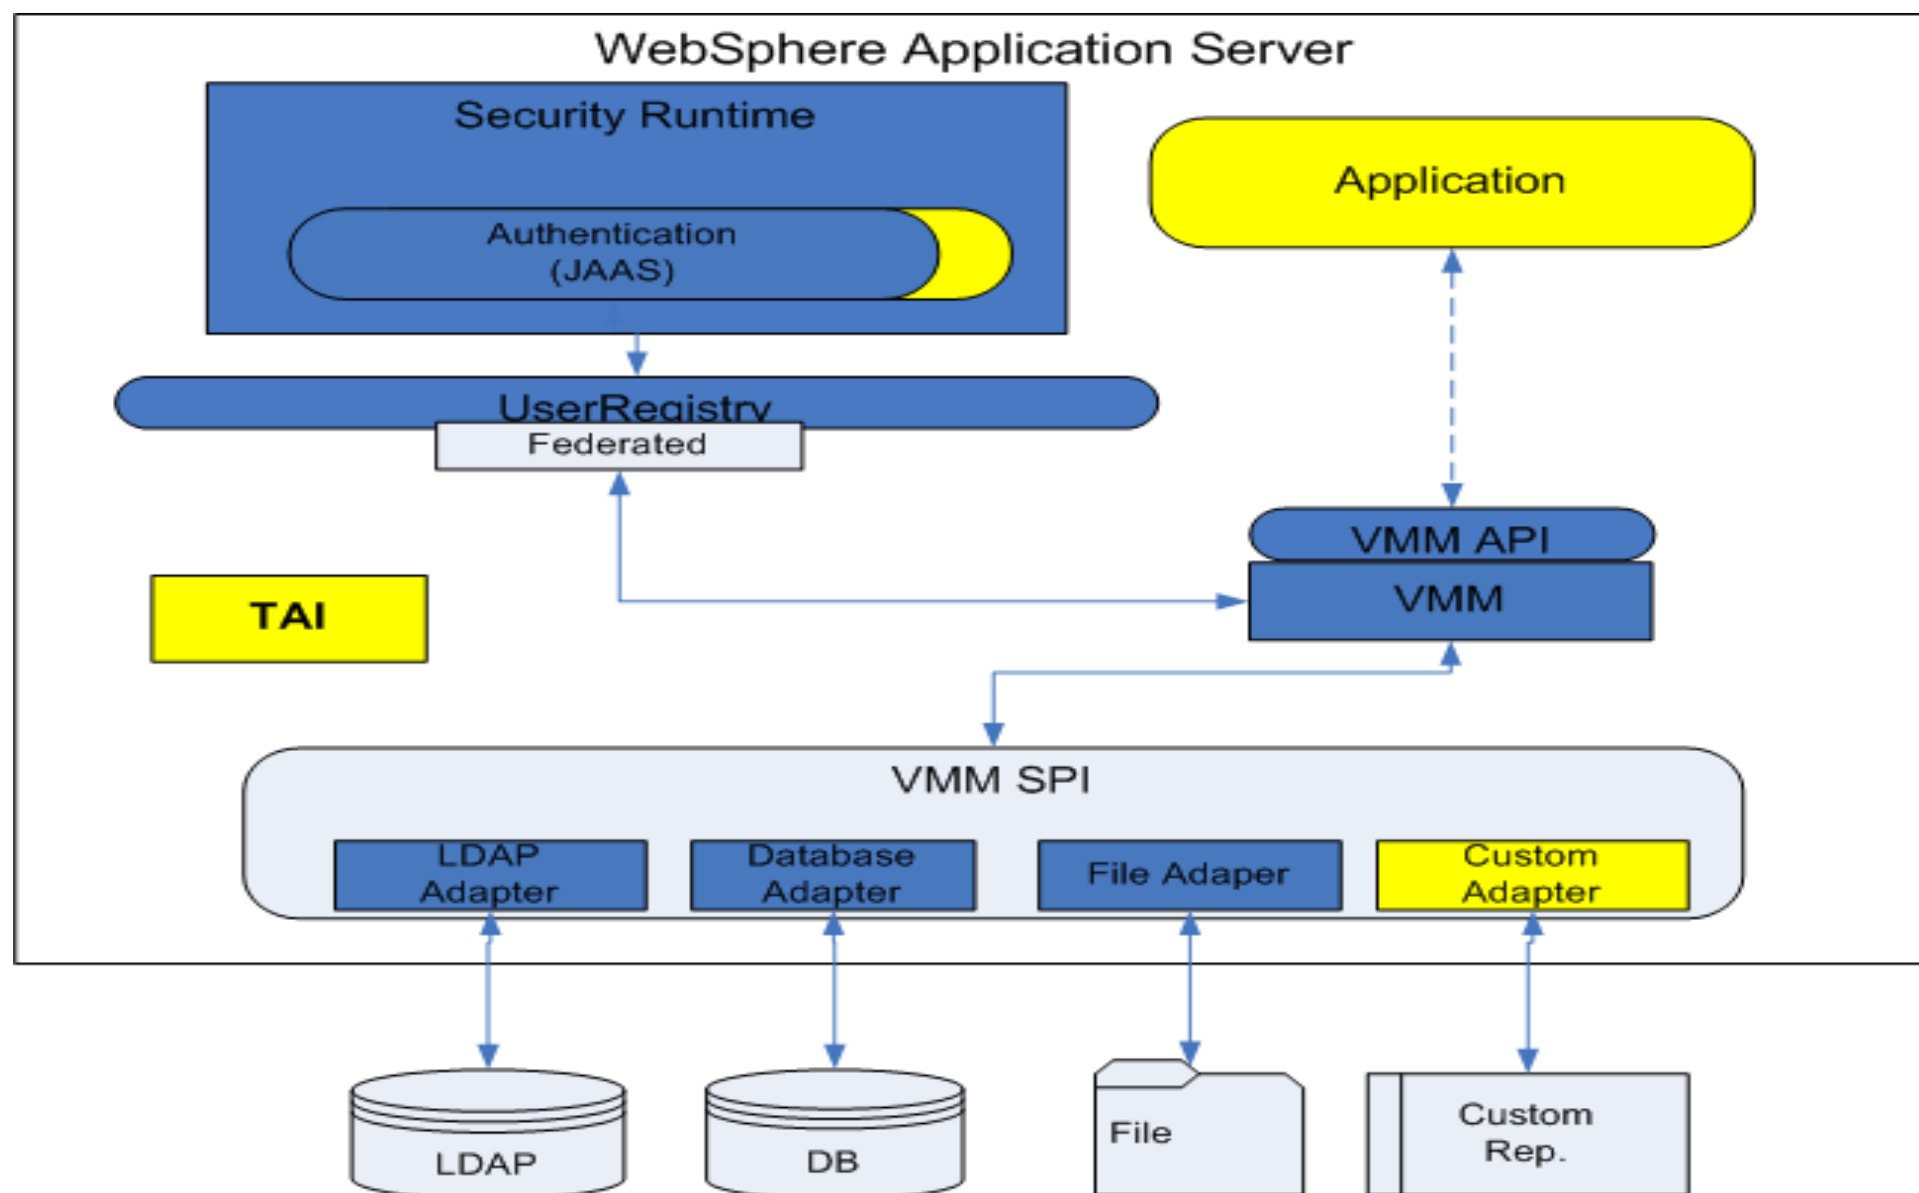 WebSphere Application Server
Security Runtime
Application
Authentication
(JAAS)
UserRegistry
Federated
VMM API
VMM
TAI
VMM SPI
LDAP
Adapter
Database
Adapter
File Adaper
Custom
Adapter
LDAP
DB
File
Custom
Rep.